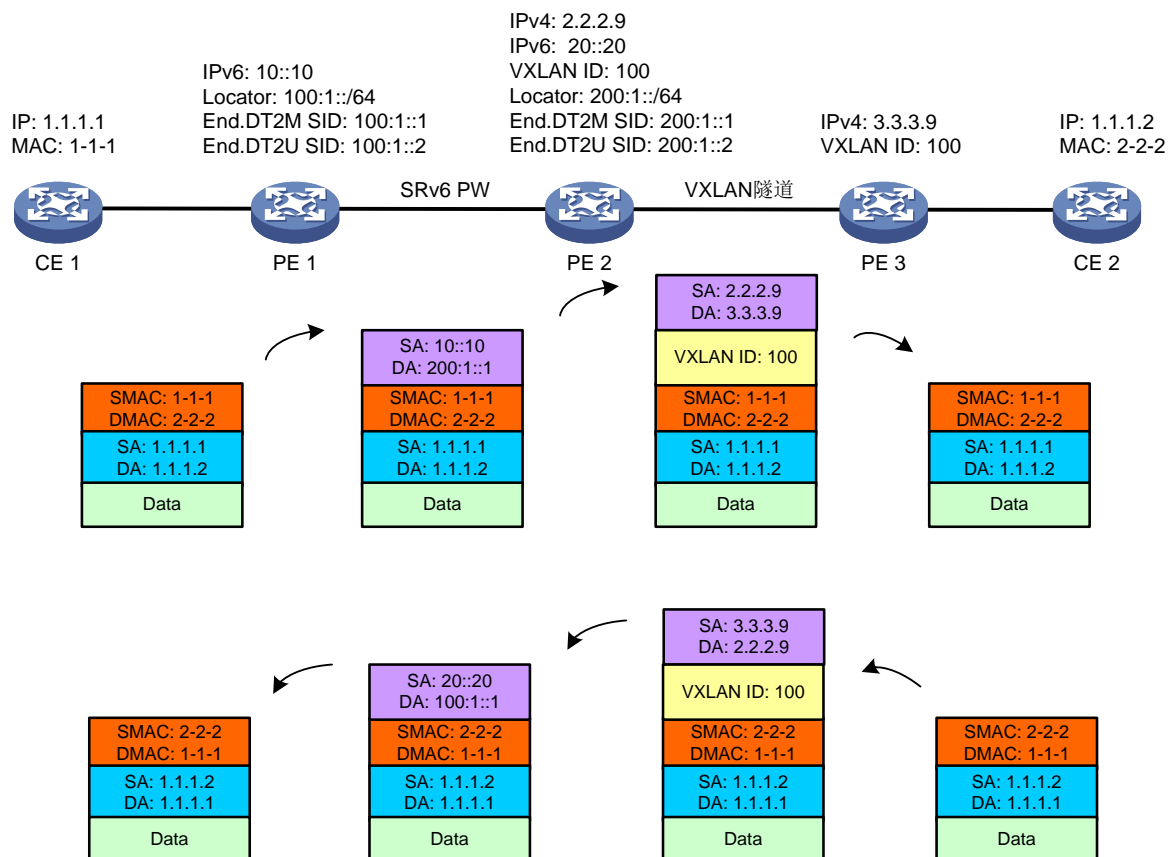 IPv4: 2.2.2.9
IPv6: 20::20
VXLAN ID: 100
Locator: 200:1::/64
End.DT2M SID: 200:1::1
End.DT2U SID: 200:1::2
IPv6: 10::10
Locator: 100:1::/64
End.DT2M SID: 100:1::1
End.DT2U SID: 100:1::2
IP: 1.1.1.1
MAC: 1-1-1
IPv4: 3.3.3.9
VXLAN ID: 100
IP: 1.1.1.2
MAC: 2-2-2
SRv6 PW
VXLAN隧道
CE 1
PE 1
PE 2
PE 3
CE 2
SMAC: 1-1-1
DMAC: 2-2-2
SA: 1.1.1.1
DA: 1.1.1.2
Data
SA: 10::10
DA: 200:1::1
SMAC: 1-1-1
DMAC: 2-2-2
SA: 1.1.1.1
DA: 1.1.1.2
Data
SA: 2.2.2.9
DA: 3.3.3.9
VXLAN ID: 100
SMAC: 1-1-1
DMAC: 2-2-2
SA: 1.1.1.1
DA: 1.1.1.2
Data
SMAC: 1-1-1
DMAC: 2-2-2
SA: 1.1.1.1
DA: 1.1.1.2
Data
SMAC: 2-2-2
DMAC: 1-1-1
SA: 1.1.1.2
DA: 1.1.1.1
Data
SA: 20::20
DA: 100:1::1
SMAC: 2-2-2
DMAC: 1-1-1
SA: 1.1.1.2
DA: 1.1.1.1
Data
SA: 3.3.3.9
DA: 2.2.2.9
VXLAN ID: 100
SMAC: 2-2-2
DMAC: 1-1-1
SA: 1.1.1.2
DA: 1.1.1.1
Data
SMAC: 2-2-2
DMAC: 1-1-1
SA: 1.1.1.2
DA: 1.1.1.1
Data